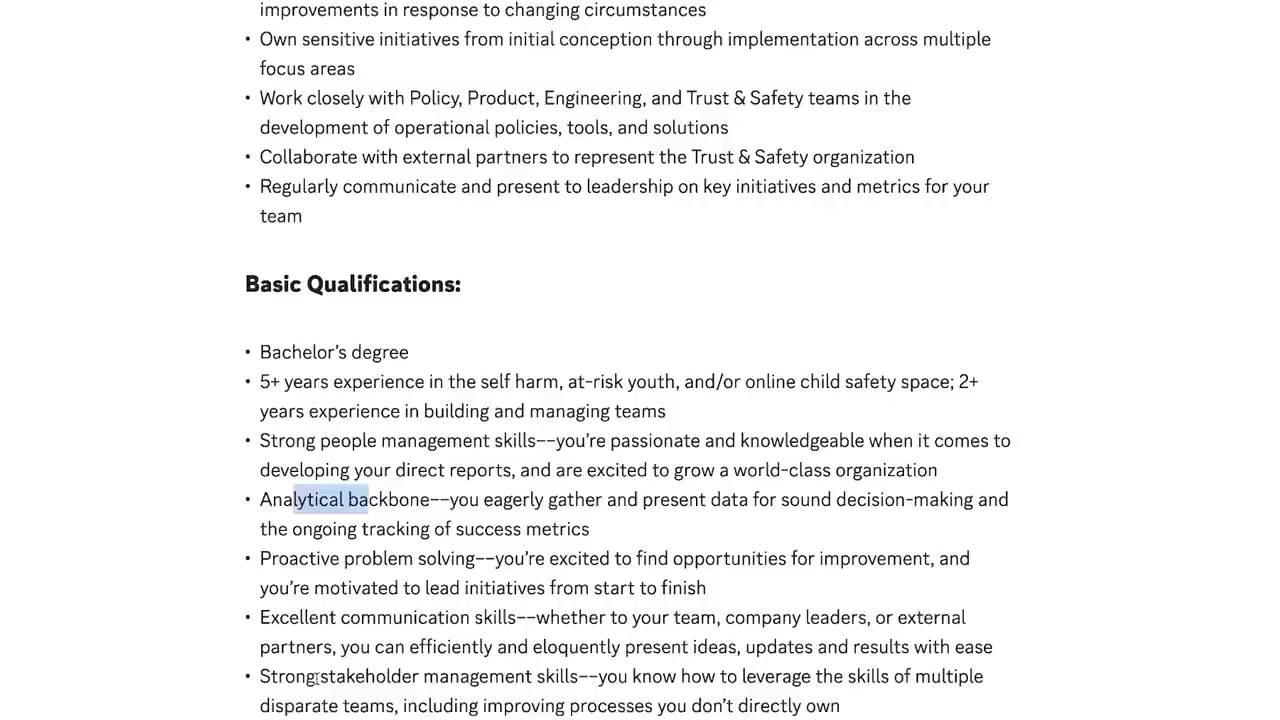 improvements in response to changing circumstances
• Own sensitive initiatives from initial conception through implementation across multiple
focus areas
• Work closely with Policy, Product, Engineering, and Trust & Safety teams in the
development of operational policies, tools, and solutions
• Collaborate with external partners to represent the Trust & Safety organization
• Regularly communicate and present to leadership on key initiatives and metrics for your
team
Basic Qualifications:
• Bachelor’s degree
• 5+ years experience in the self harm, at-risk youth, and/or online child safety space; 2+
years experience in building and managing teams
• Strong people management skills––you’re passionate and knowledgeable when it comes to
developing your direct reports, and are excited to grow a world-class organization
• Analytical backbone––you eagerly gather and present data for sound decision-making and
the ongoing tracking of success metrics
• Proactive problem solving––you’re excited to find opportunities for improvement, and
you’re motivated to lead initiatives from start to finish
• Excellent communication skills––whether to your team, company leaders, or external
partners, you can efficiently and eloquently present ideas, updates and results with ease
• Strong stakeholder management skills––you know how to leverage the skills of multiple
disparate teams, including improving processes you don’t directly own